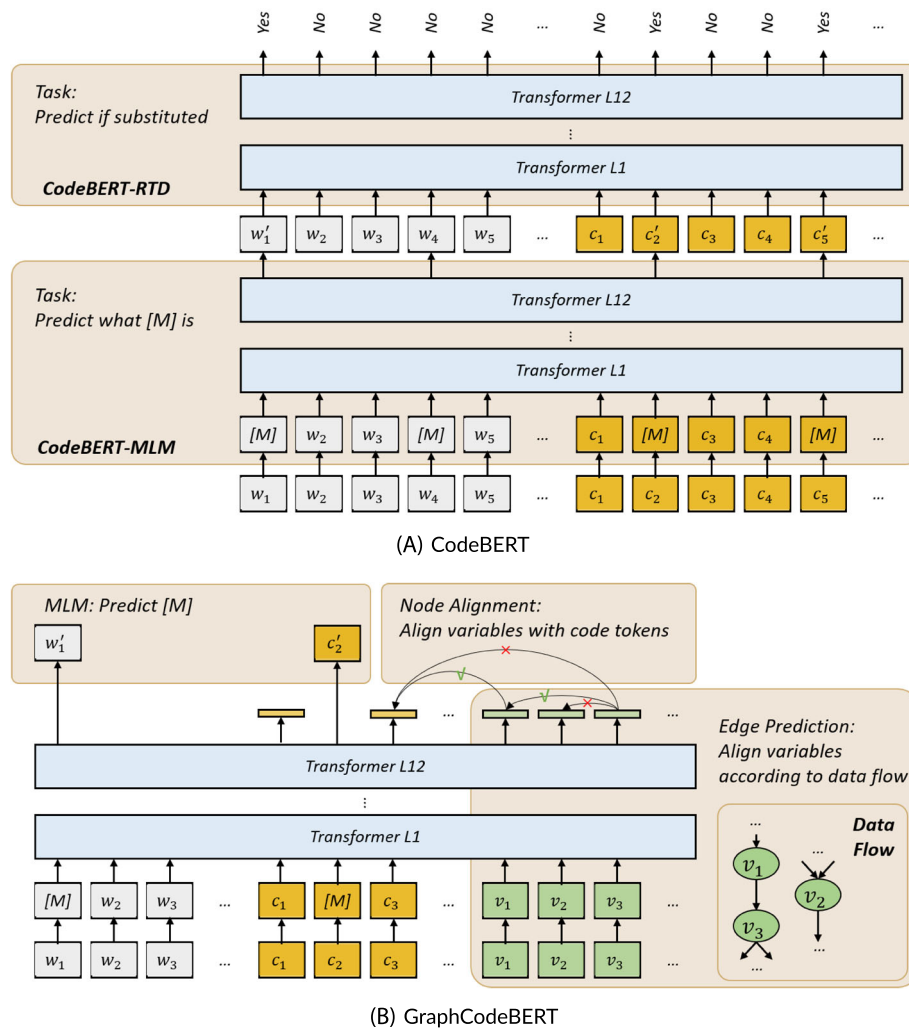 Yes No No No No ... No Yes No No Yes ...
Task:
Predict if substituted
Transformer L12
⋮
Transformer L1
CodeBERT-RTD
w′₁ w₂ w₃ w₄ w₅ ... c₁ c′₂ c₃ c₄ c′₅ ...
Task:
Predict what [M] is
Transformer L12
⋮
Transformer L1
[M] w₂ w₃ [M] w₅ ... c₁ [M] c₃ c₄ [M] ...
CodeBERT-MLM
w₁ w₂ w₃ w₄ w₅ ... c₁ c₂ c₃ c₄ c₅ ...
(A) CodeBERT
MLM: Predict [M]
w′₁ c′₂
Node Alignment:
Align variables with code tokens
× √ √ ×
... ...
Edge Prediction:
Align variables
according to data flow
Transformer L12
⋮
Transformer L1
[M] w₂ w₃ ... c₁ [M] c₃ ... v₁ v₂ v₃ ...
w₁ w₂ w₃ ... c₁ c₂ c₃ ... v₁ v₂ v₃ ...
Data
Flow
... ...
v₁ v₂
v₃ ...
...
(B) GraphCodeBERT